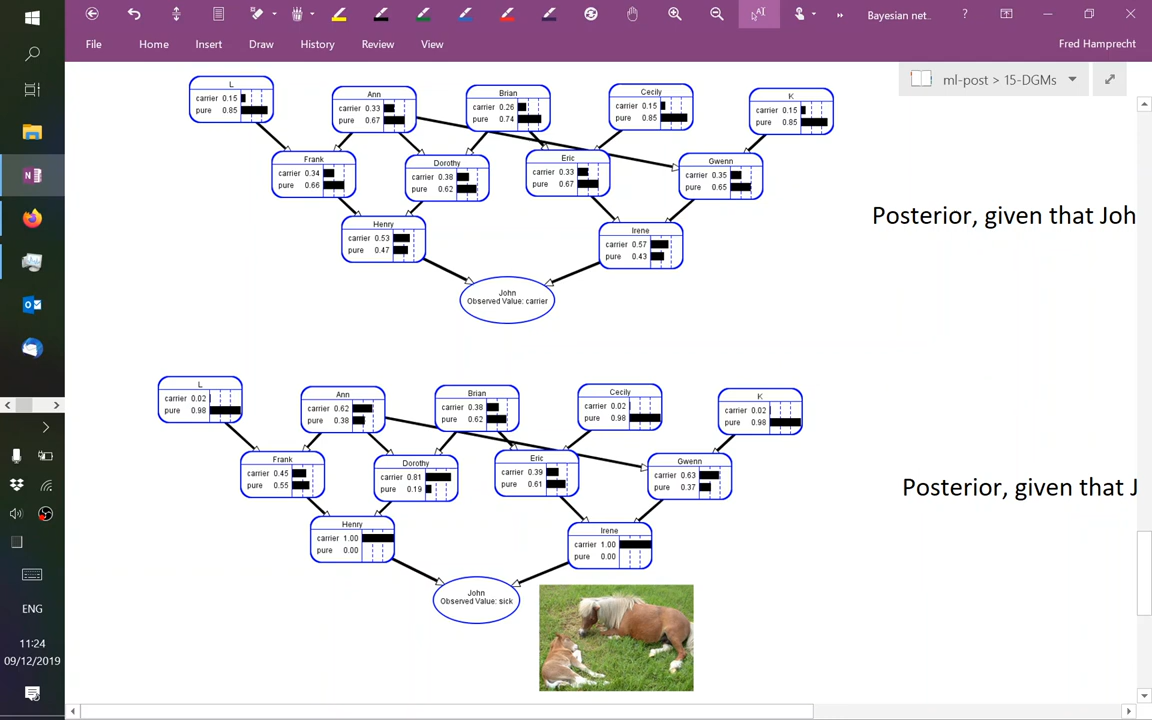 Bayesian net...
?
File
Home
Insert
Draw
History
Review
View
Fred Hamprecht
ml-post > 15-DGMs
L
carrier 0.15
pure 0.85
Ann
carrier 0.33
pure 0.67
Brian
carrier 0.26
pure 0.74
Cecily
carrier 0.15
pure 0.85
K
carrier 0.15
pure 0.85
Frank
carrier 0.34
pure 0.66
Dorothy
carrier 0.38
pure 0.62
Eric
carrier 0.33
pure 0.67
Gwenn
carrier 0.35
pure 0.65
Henry
carrier 0.53
pure 0.47
Irene
carrier 0.57
pure 0.43
John
Observed Value: carrier
Posterior, given that Joh
L
carrier 0.02
pure 0.98
Ann
carrier 0.62
pure 0.38
Brian
carrier 0.38
pure 0.62
Cecily
carrier 0.02
pure 0.98
K
carrier 0.02
pure 0.98
Frank
carrier 0.45
pure 0.55
Dorothy
carrier 0.81
pure 0.19
Eric
carrier 0.39
pure 0.61
Gwenn
carrier 0.63
pure 0.37
Henry
carrier 1.00
pure 0.00
Irene
carrier 1.00
pure 0.00
John
Observed Value: sick
Posterior, given that J
ENG
11:24
09/12/2019